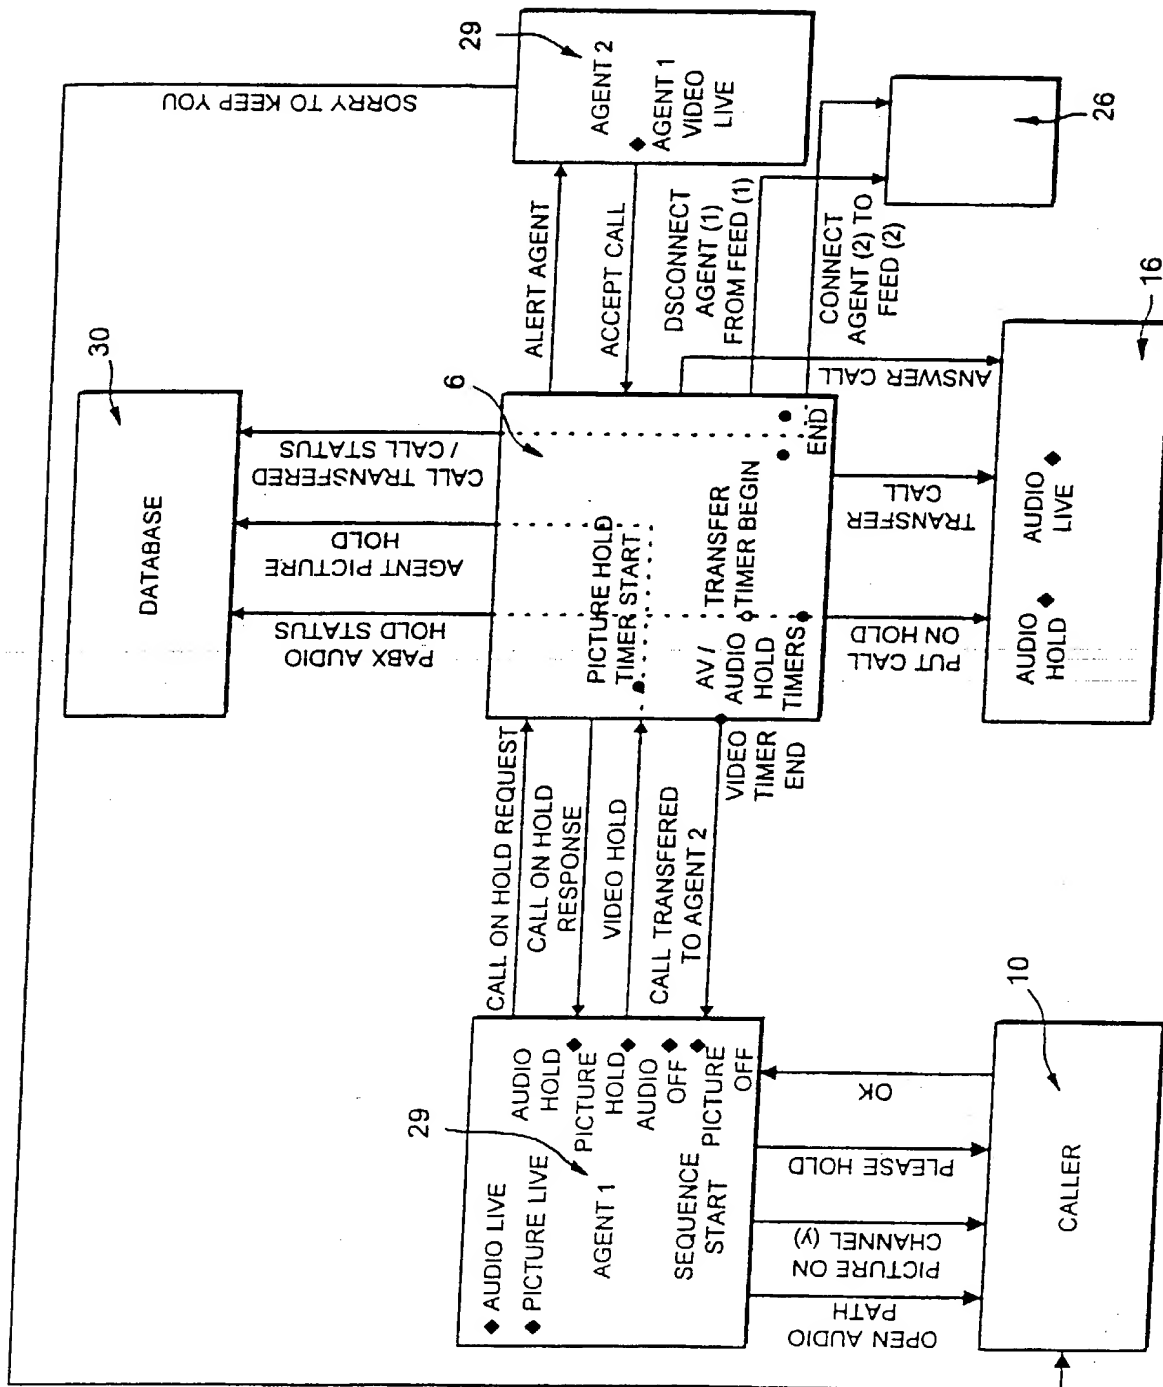 SORRY TO KEEP YOU
29
AGENT 2
AGENT 1
VIDEO
LIVE
26
30
DATABASE
ALERT AGENT
ACCEPT CALL
DSCONNECT
AGENT (1)
FROM FEED (1)
CONNECT
AGENT (2) TO
FEED (2)
CALL TRANSFERRED
/ CALL STATUS
AGENT PICTURE
HOLD
PABX AUDIO
HOLD STATUS
6
PICTURE HOLD
TIMER START
TRANSFER
TIMER BEGIN
END
AV /
AUDIO
HOLD
TIMERS
ANSWER CALL
TRANSFER
CALL
PUT CALL
ON HOLD
16
AUDIO
HOLD
AUDIO
LIVE
CALL ON HOLD REQUEST
CALL ON HOLD
RESPONSE
VIDEO HOLD
CALL TRANSFERED
TO AGENT 2
VIDEO
TIMER
END
29
AUDIO LIVE
PICTURE LIVE
AGENT 1
SEQUENCE
START
AUDIO
HOLD
PICTURE
HOLD
AUDIO
OFF
PICTURE
OFF
OPEN AUDIO
PATH
PICTURE ON
CHANNEL (y)
PLEASE HOLD
OK
10
CALLER